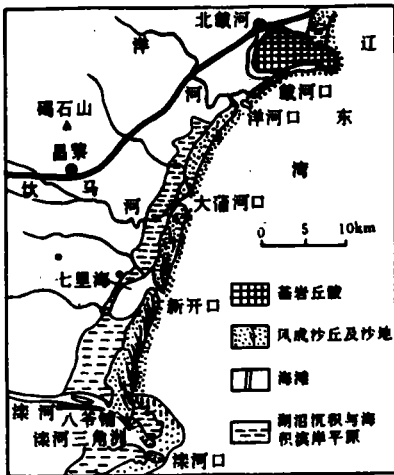 北戴河
辽东湾
洋河
戴河口
洋河口
碣石山
昌黎
饮马河
大蒲河口
0 5 10km
七里海
新开口
基岩丘陵
风成沙丘及沙地
海滩
湖沼沉积与海
积滨岸平原
滦河
八爷铺
滦河三角洲
滦河口